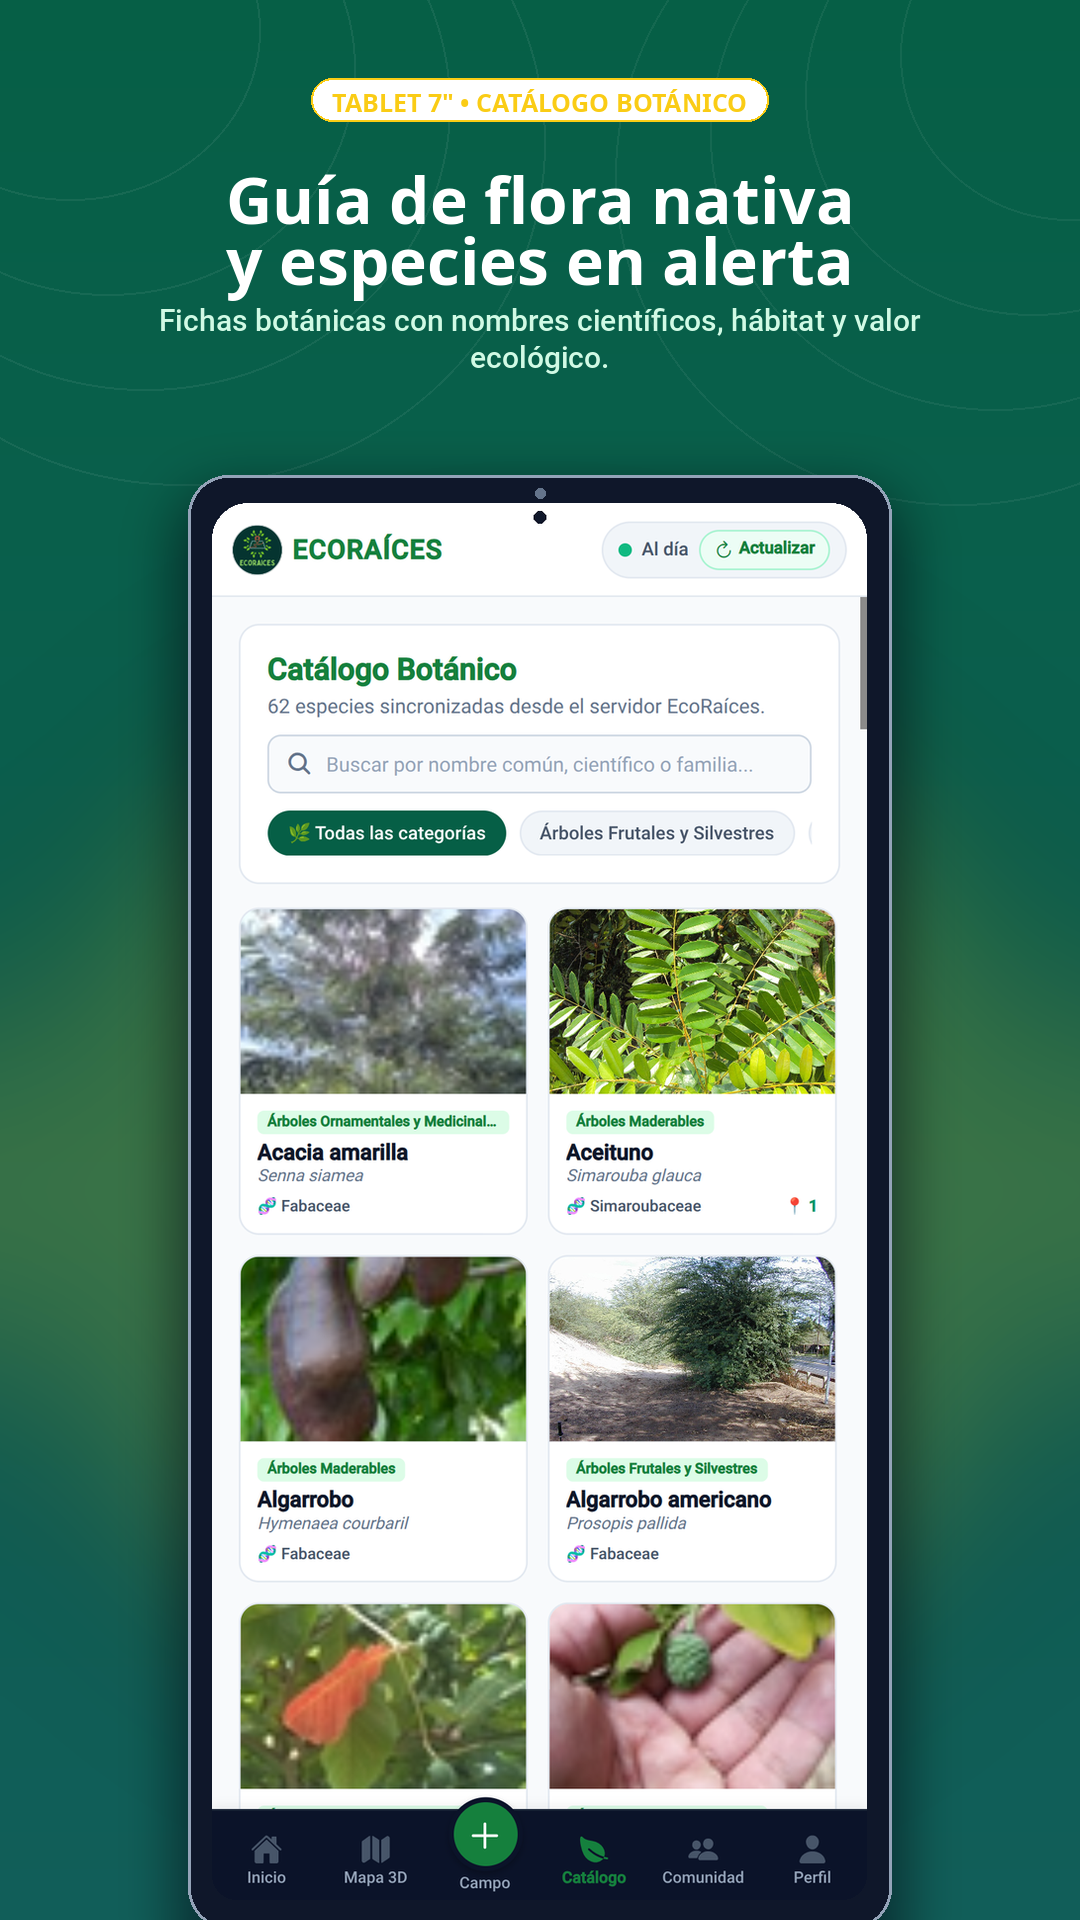 TABLET 7" • CATÁLOGO BOTÁNICO
Guía de flora nativa
y especies en alerta
Fichas botánicas con nombres científicos, hábitat y valor
ecológico.
ECORAÍCES
ECORAÍCES
Al día
Actualizar
Catálogo Botánico
62 especies sincronizadas desde el servidor EcoRaíces.
Buscar por nombre común, científico o familia...
Todas las categorías
Árboles Frutales y Silvestres
Árboles Ornamentales y Medicinal...
Acacia amarilla
Senna siamea
Fabaceae
Árboles Maderables
Aceituno
Simarouba glauca
Simaroubaceae
1
Árboles Maderables
Algarrobo
Hymenaea courbaril
Fabaceae
Árboles Frutales y Silvestres
Algarrobo americano
Prosopis pallida
Fabaceae
Inicio
Mapa 3D
Campo
Catálogo
Comunidad
Perfil